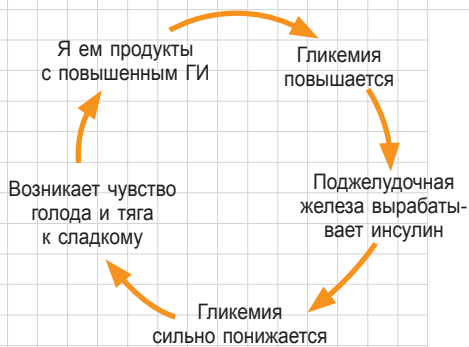 Я ем продукты
с повышенным ГИ
Гликемия
повышается
Поджелудочная
железа вырабаты-
вает инсулин
Гликемия
сильно понижается
Возникает чувство
голода и тяга
к сладкому